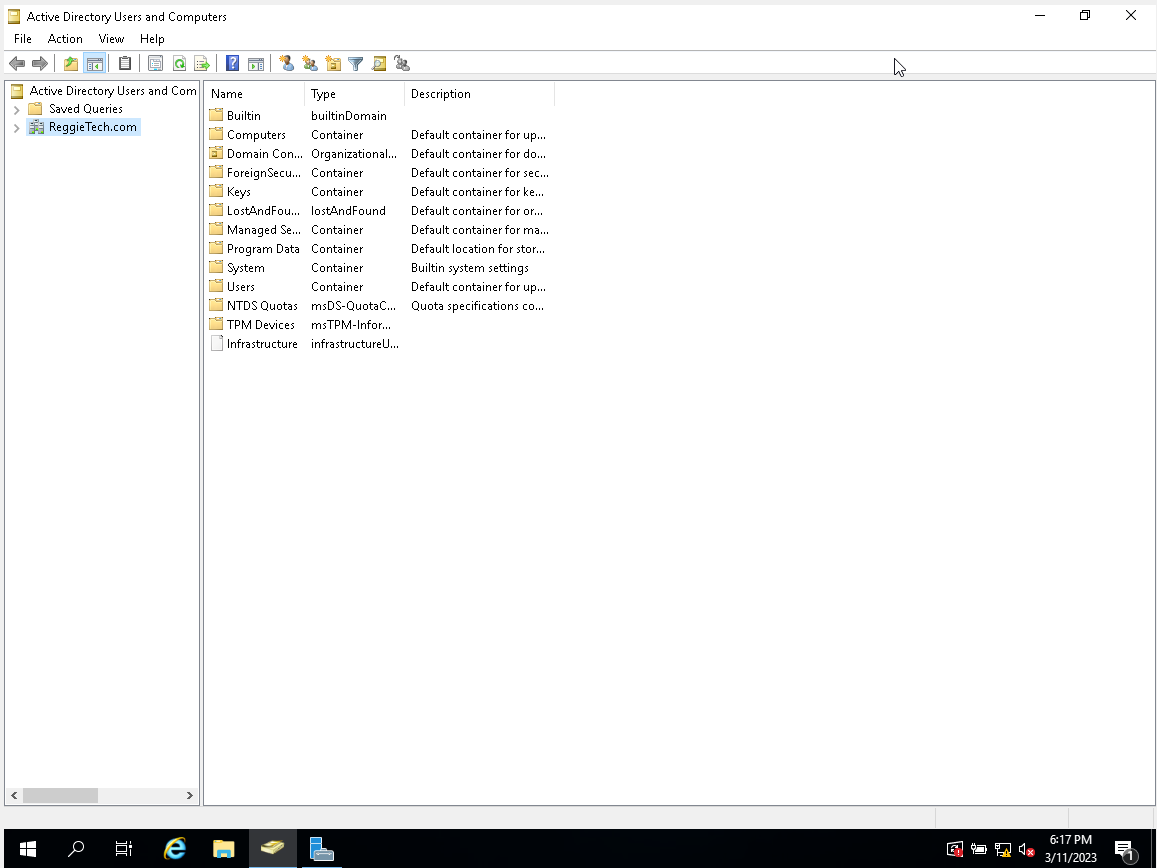 Active Directory Users and Computers
File Action View Help
Active Directory Users and Com
Saved Queries
ReggieTech.com
Name Type Description
Builtin builtinDomain
Computers Container Default container for up...
Domain Con... Organizational... Default container for do...
ForeignSecu... Container Default container for sec...
Keys Container Default container for ke...
LostAndFou... lostAndFound Default container for or...
Managed Se... Container Default container for ma...
Program Data Container Default location for stor...
System Container Builtin system settings
Users Container Default container for up...
NTDS Quotas msDS-QuotaC... Quota specifications co...
TPM Devices msTPM-Infor...
Infrastructure infrastructureU...
6:17 PM
3/11/2023
1